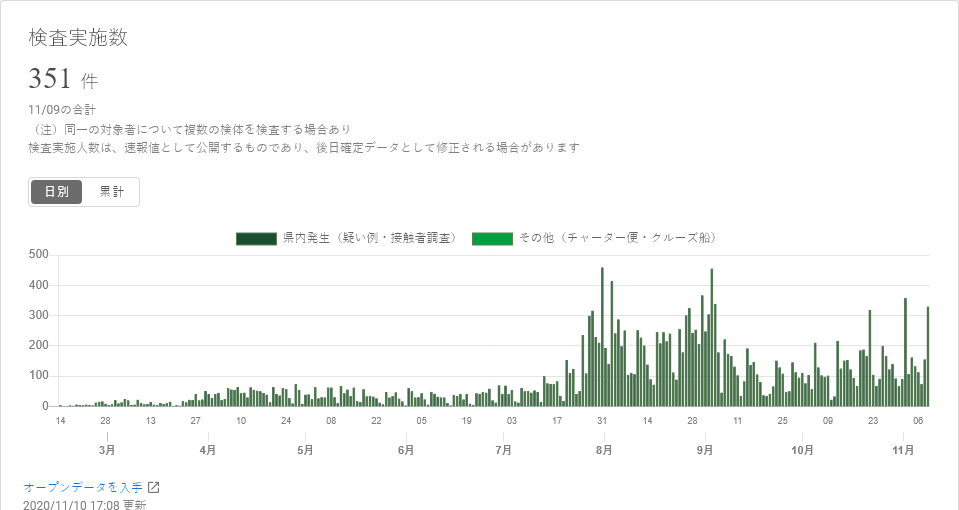 検査実施数
351 件
11/09の合計
（注）同一の対象者について複数の検体を検査する場合あり
検査実施人数は、速報値として公開するものであり、後日確定データとして修正される場合があります
日別 累計
県内発生（疑い例・接触者調査） その他（チャーター便・クルーズ船）
500
400
300
200
100
0
14 28 13 27 10 24 08 22 05 19 03 17 31 14 28 11 25 09 23 06
3月 4月 5月 6月 7月 8月 9月 10月 11月
オープンデータを入手
2020/11/10 17:08 更新